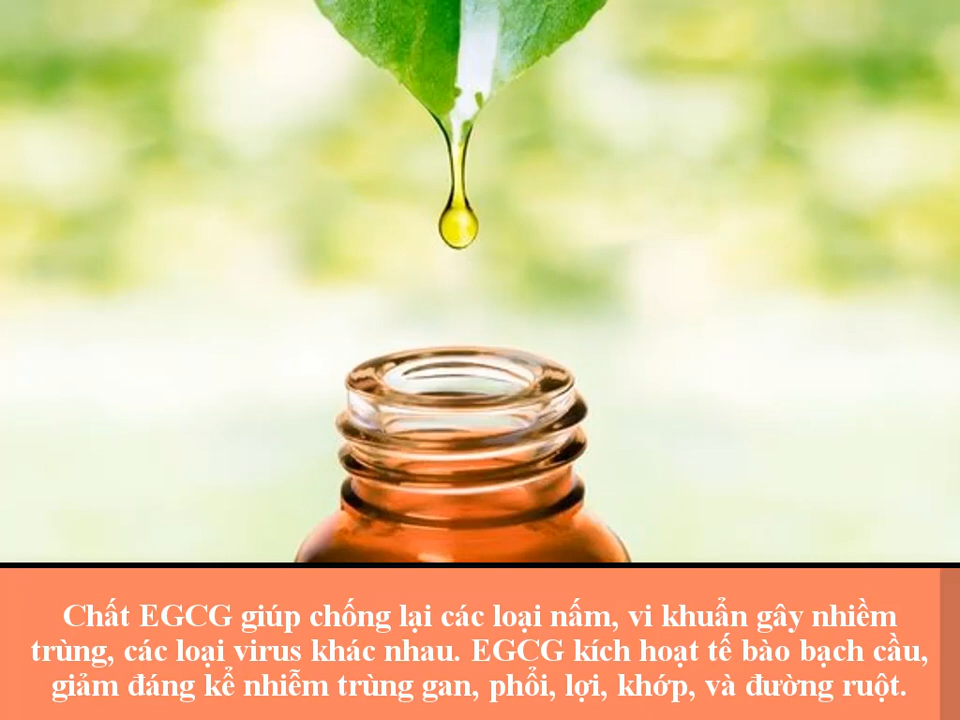 Chất EGCG giúp chống lại các loại nấm, vi khuẩn gây nhiềm
trùng, các loại virus khác nhau. EGCG kích hoạt tế bào bạch cầu,
giảm đáng kể nhiễm trùng gan, phổi, lợi, khớp, và đường ruột.